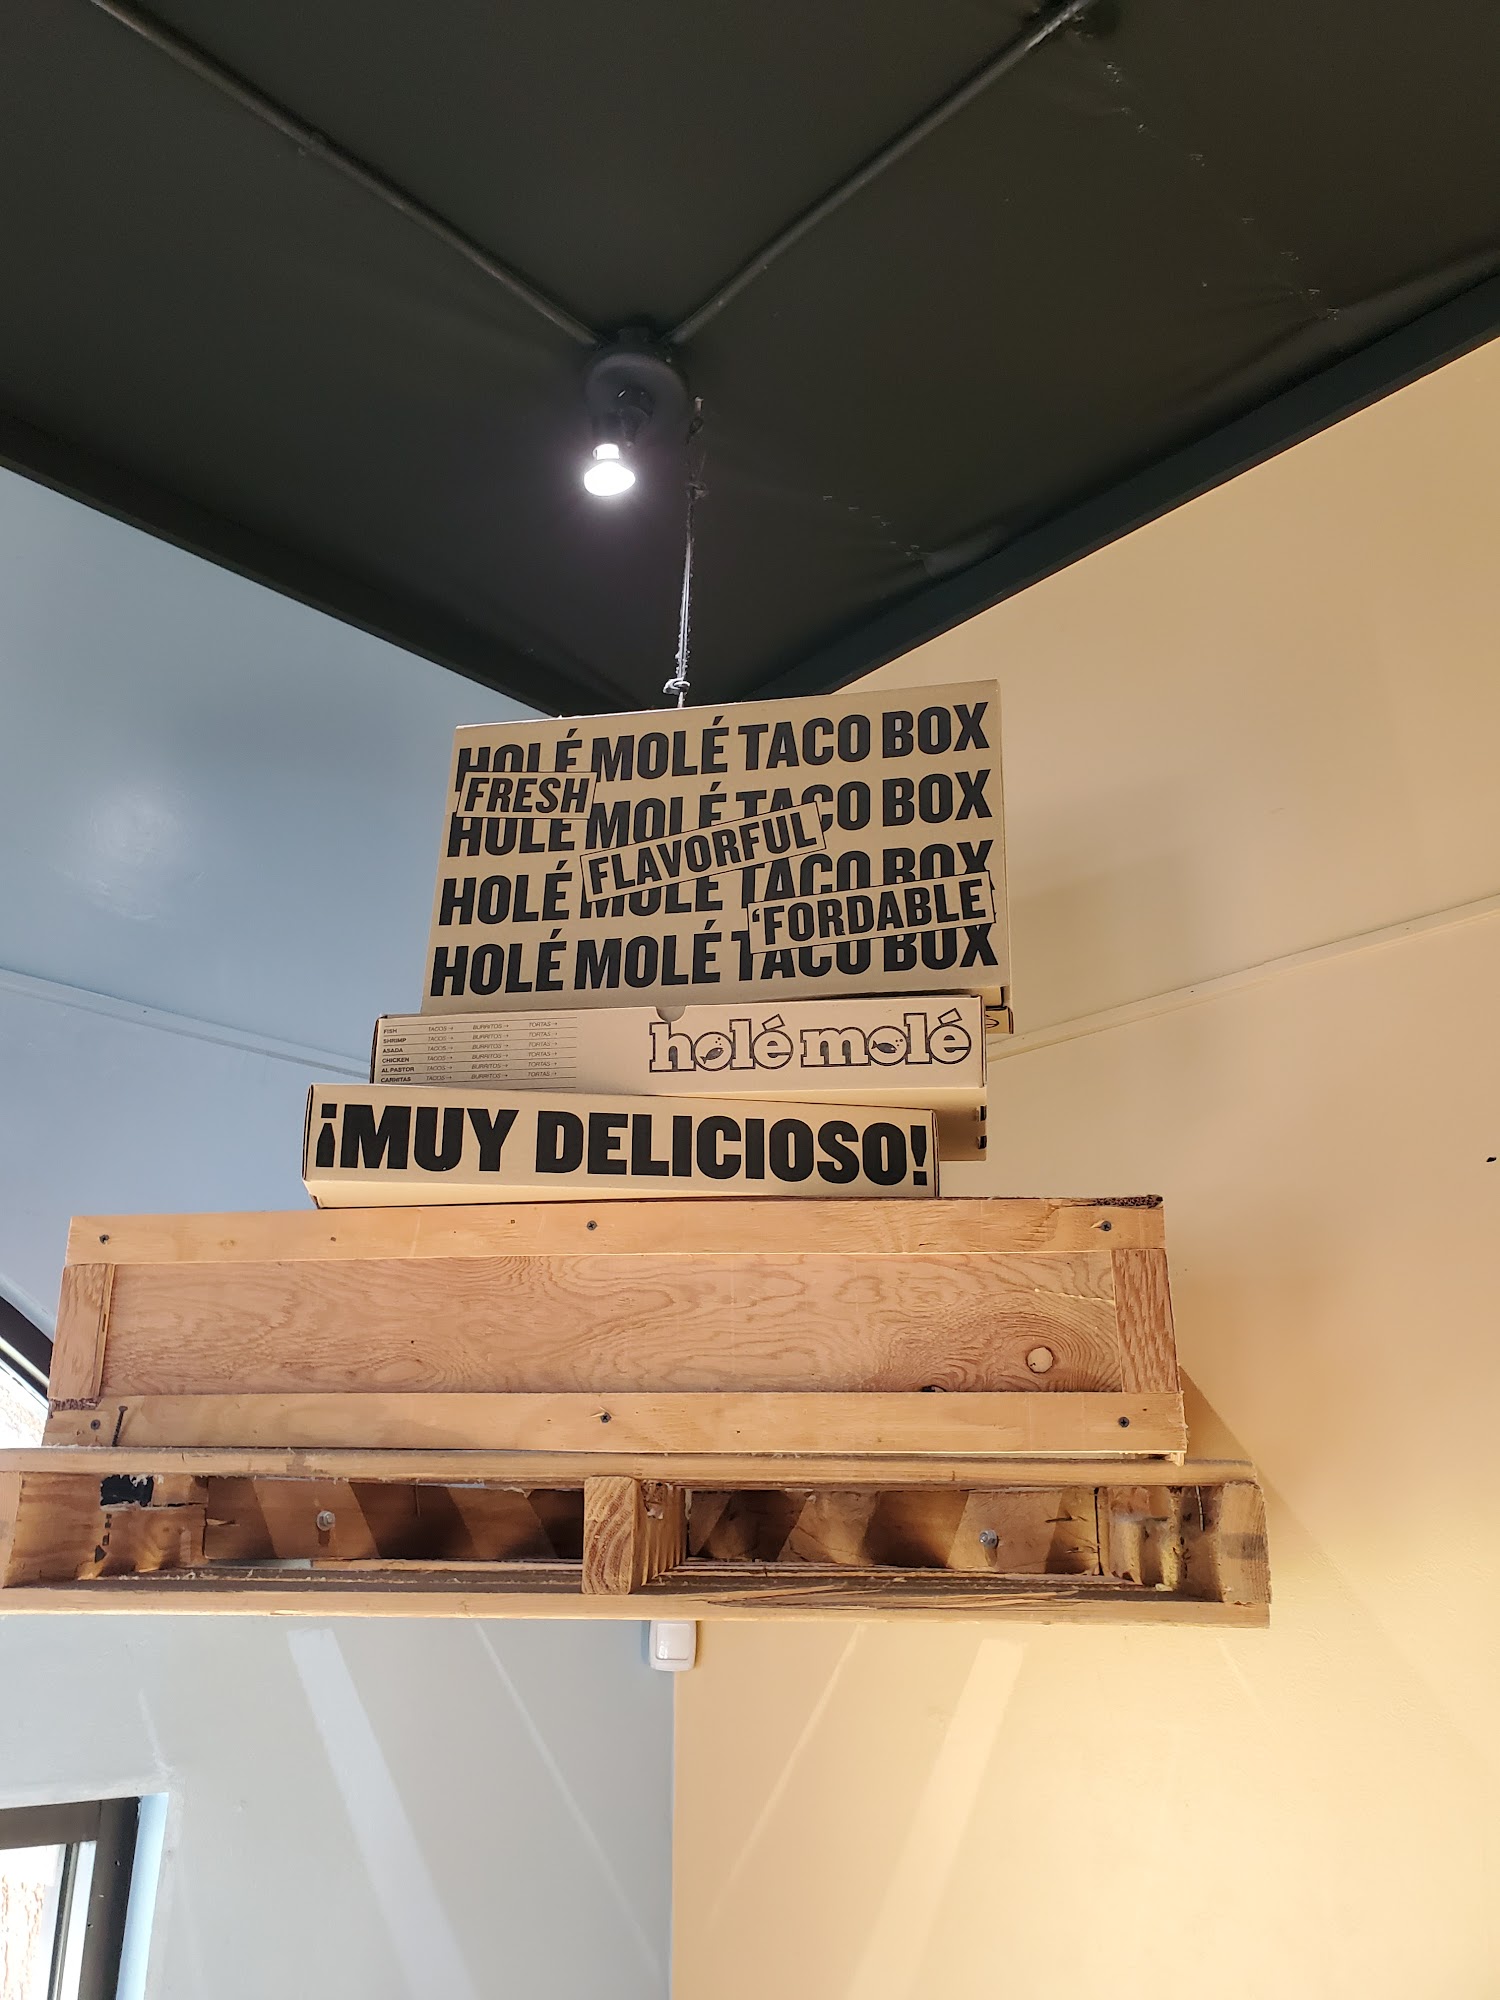 HOLÉ MOLÉ TACO BOX
FRESH
HOLÉ MOLÉ TACO BOX
FLAVORFUL
HOLÉ MOLÉ TACO BOX
'FORDABLE
HOLÉ MOLÉ TACO BOX
FISH TACOS→ BURRITOS→ TORTAS→
SHRIMP TACOS→ BURRITOS→ TORTAS→
ASADA TACOS→ BURRITOS→ TORTAS→
CHICKEN TACOS→ BURRITOS→ TORTAS→
AL PASTOR TACOS→ BURRITOS→ TORTAS→
CARNITAS TACOS→ BURRITOS→ TORTAS→
holé molé
¡MUY DELICIOSO!